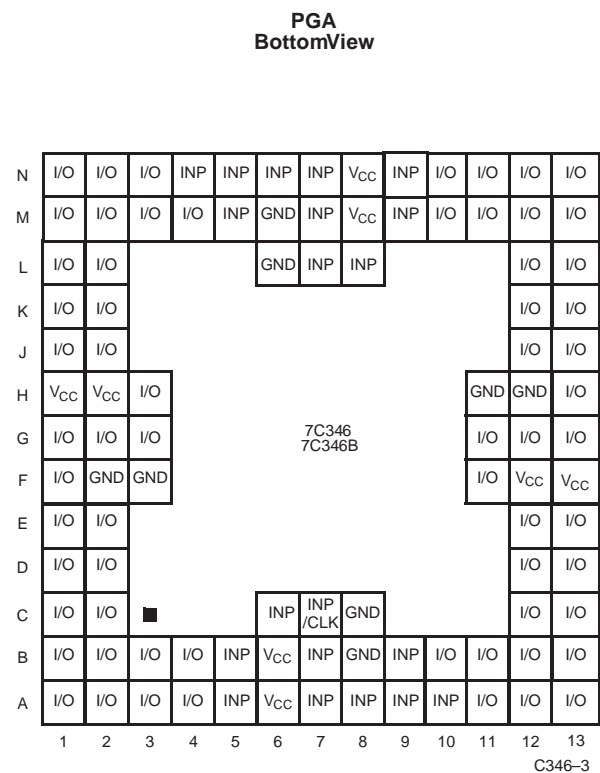 PGA
BottomView
N I/O I/O I/O INP INP INP INP VCC INP I/O I/O I/O I/O
M I/O I/O I/O I/O INP GND INP VCC INP I/O I/O I/O I/O
L I/O I/O GND INP INP I/O I/O
K I/O I/O I/O I/O
J I/O I/O I/O I/O
H VCC VCC I/O GND GND I/O
G I/O I/O I/O 7C346 7C346B I/O I/O I/O
F I/O GND GND I/O VCC VCC
E I/O I/O I/O I/O
D I/O I/O I/O I/O
C I/O I/O INP INP /CLK GND I/O I/O
B I/O I/O I/O I/O INP VCC INP GND INP I/O I/O I/O I/O
A I/O I/O I/O I/O INP VCC INP INP INP INP I/O I/O I/O
1 2 3 4 5 6 7 8 9 10 11 12 13
C346–3